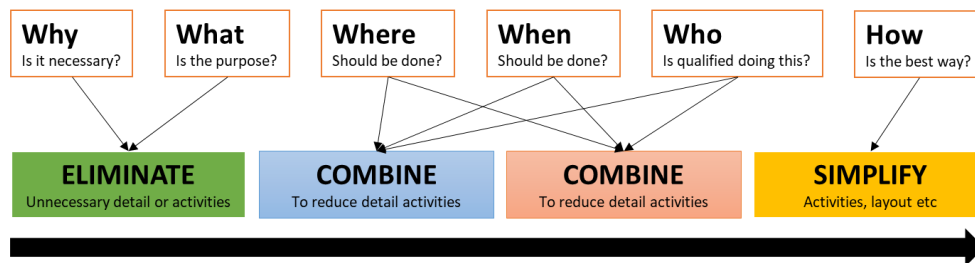 Why
Is it necessary?
What
Is the purpose?
Where
Should be done?
When
Should be done?
Who
Is qualified doing this?
How
Is the best way?
ELIMINATE
Unnecessary detail or activities
COMBINE
To reduce detail activities
COMBINE
To reduce detail activities
SIMPLIFY
Activities, layout etc